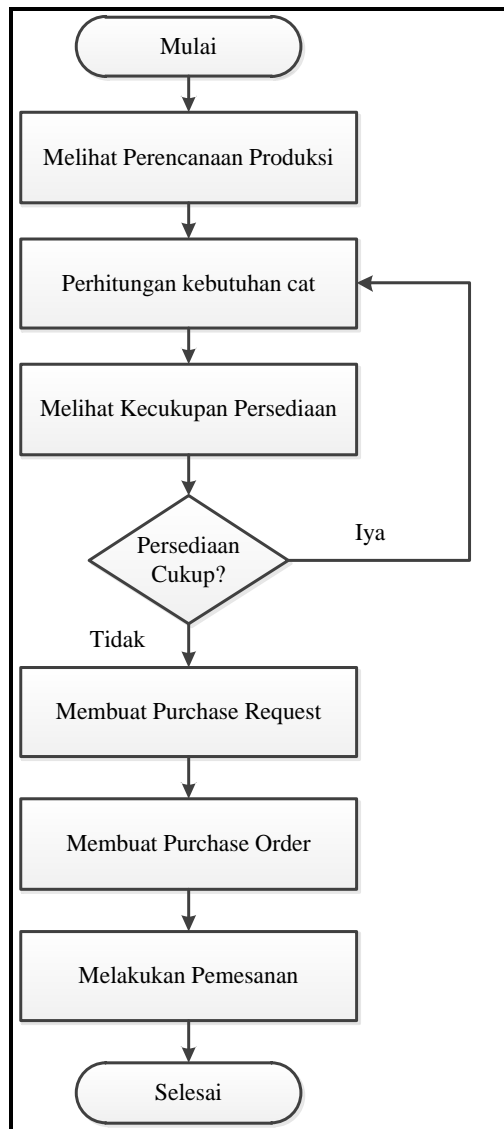 Mulai
Melihat Perencanaan Produksi
Perhitungan kebutuhan cat
Melihat Kecukupan Persediaan
Persediaan
Cukup?
Iya
Tidak
Membuat Purchase Request
Membuat Purchase Order
Melakukan Pemesanan
Selesai